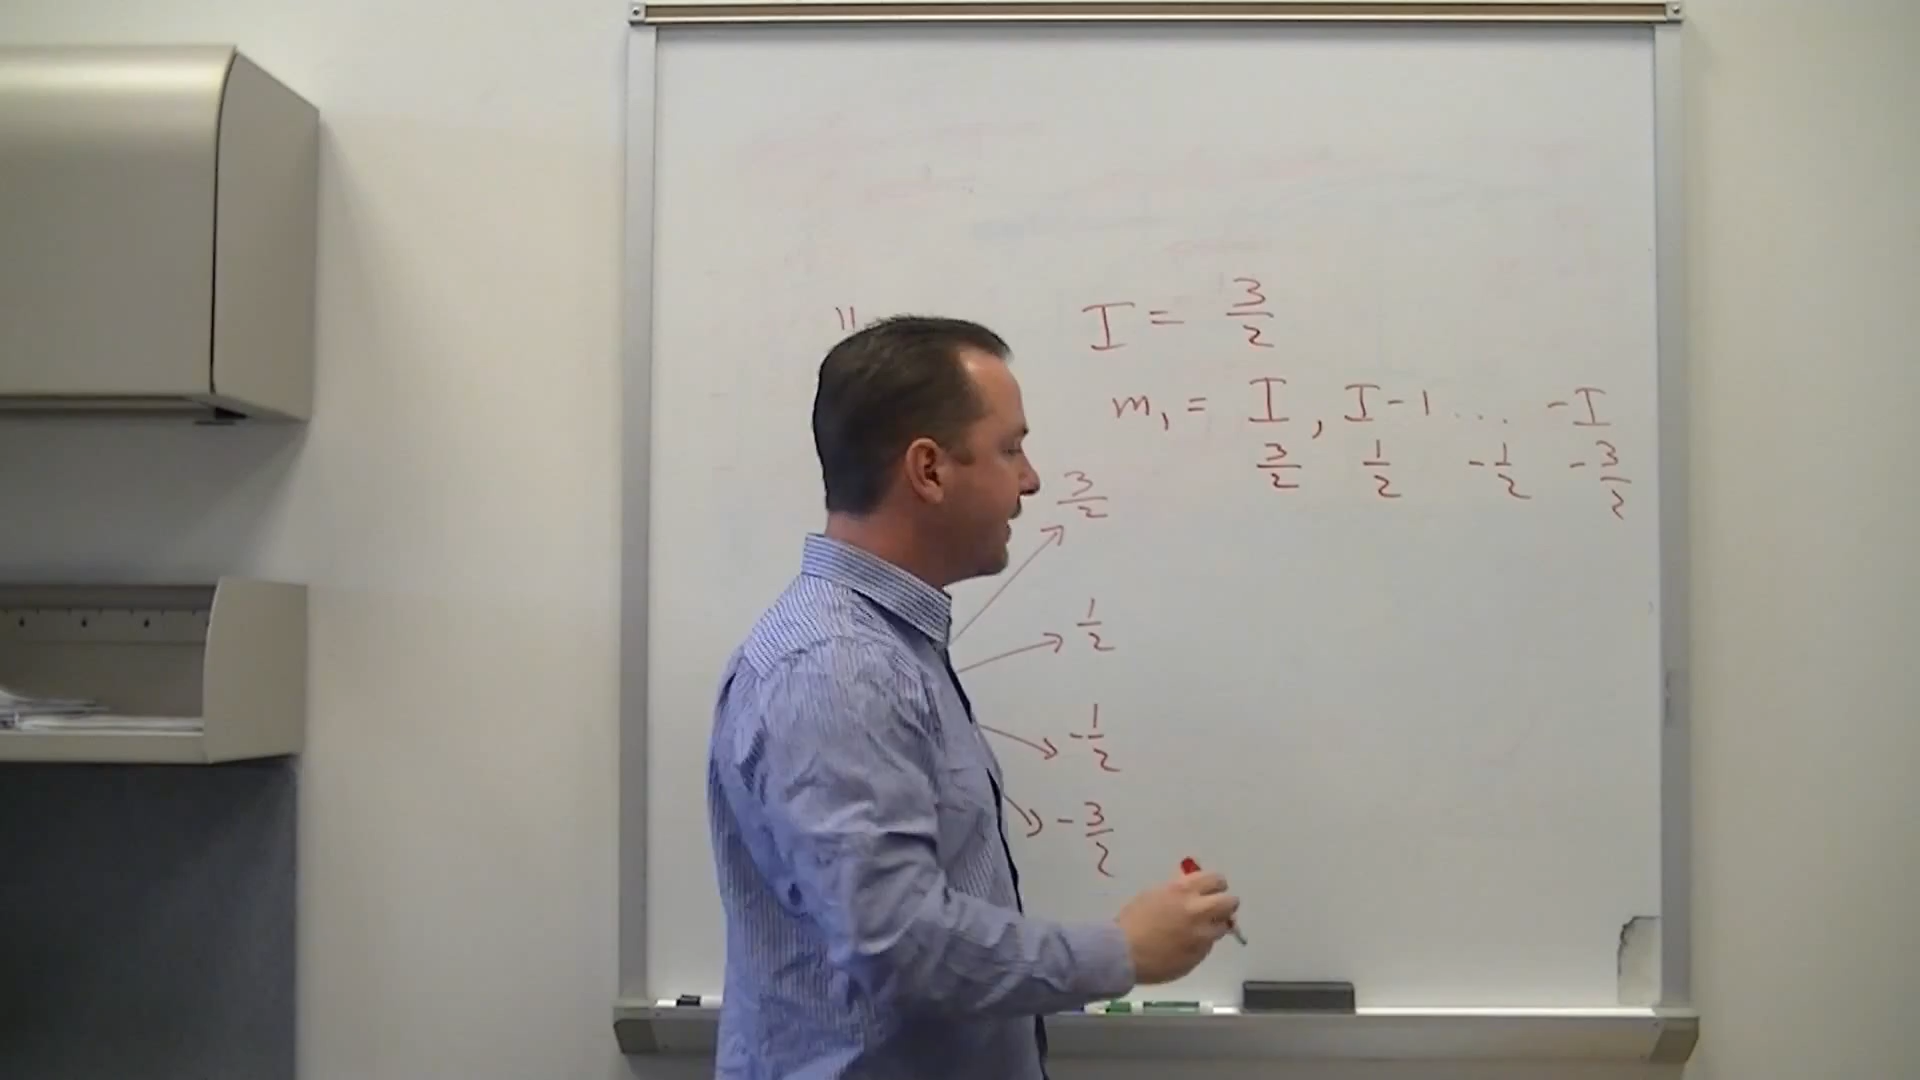 11
I = 3/2
m₁ = I, I-1 ... -I
3/2 1/2 -1/2 -3/2
3/2
1/2
-1/2
-3/2